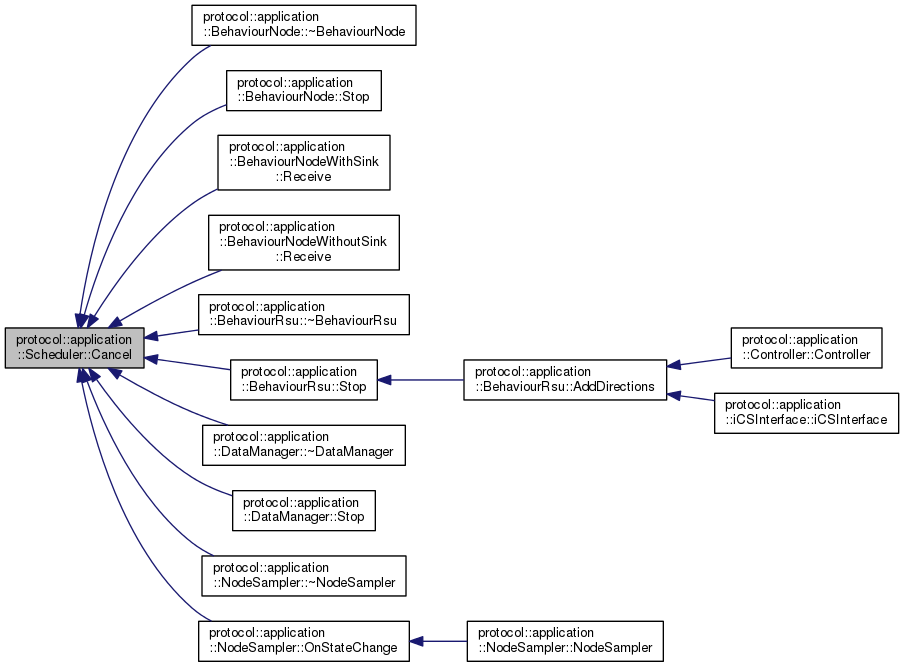 protocol::application
::BehaviourNode::~BehaviourNode
protocol::application
::BehaviourNode::Stop
protocol::application
::BehaviourNodeWithSink
::Receive
protocol::application
::BehaviourNodeWithoutSink
::Receive
protocol::application
::BehaviourRsu::~BehaviourRsu
protocol::application
::Scheduler::Cancel
protocol::application
::BehaviourRsu::Stop
protocol::application
::BehaviourRsu::AddDirections
protocol::application
::Controller::Controller
protocol::application
::iCSInterface::iCSInterface
protocol::application
::DataManager::~DataManager
protocol::application
::DataManager::Stop
protocol::application
::NodeSampler::~NodeSampler
protocol::application
::NodeSampler::OnStateChange
protocol::application
::NodeSampler::NodeSampler